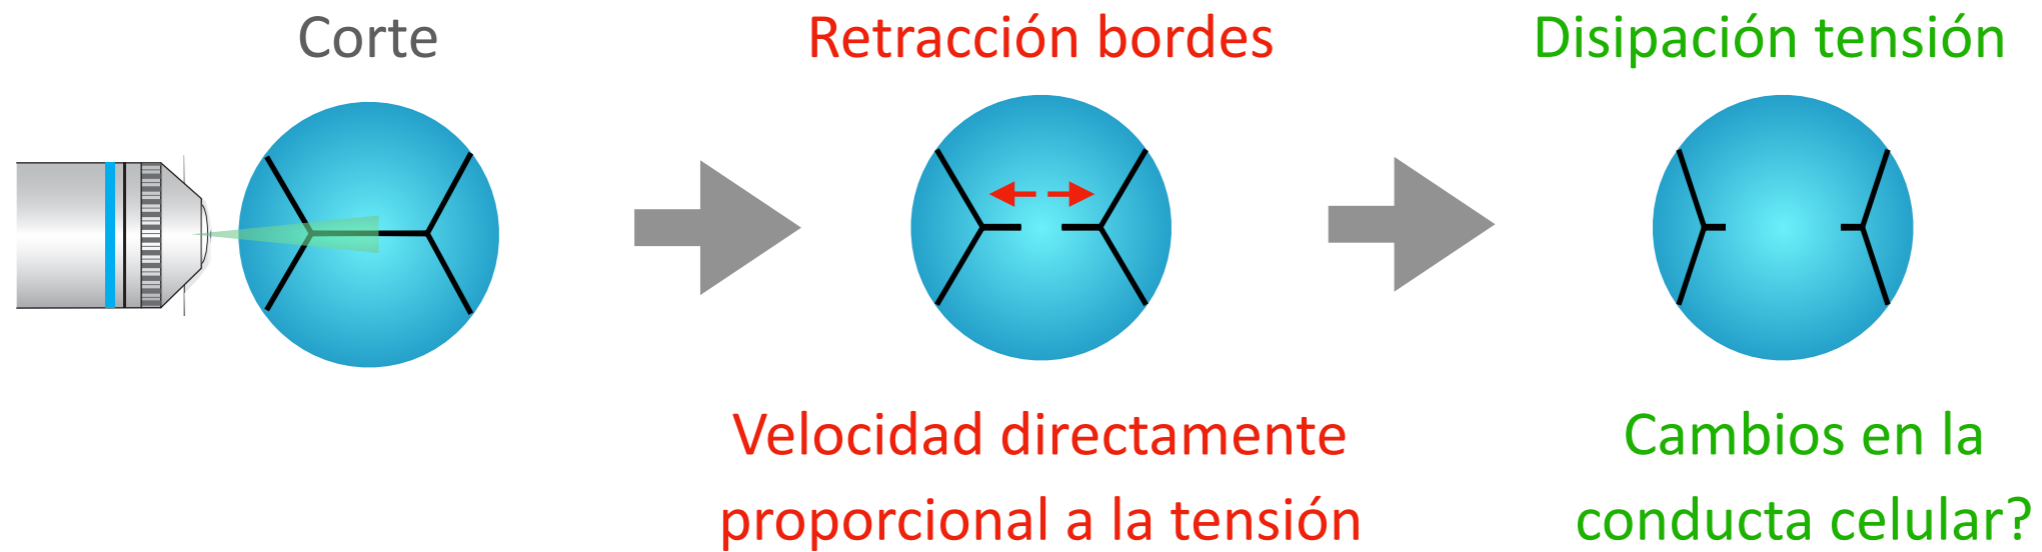 Corte
Retracción bordes
Disipación tensión
Velocidad directamente
proporcional a la tensión
Cambios en la
conducta celular?